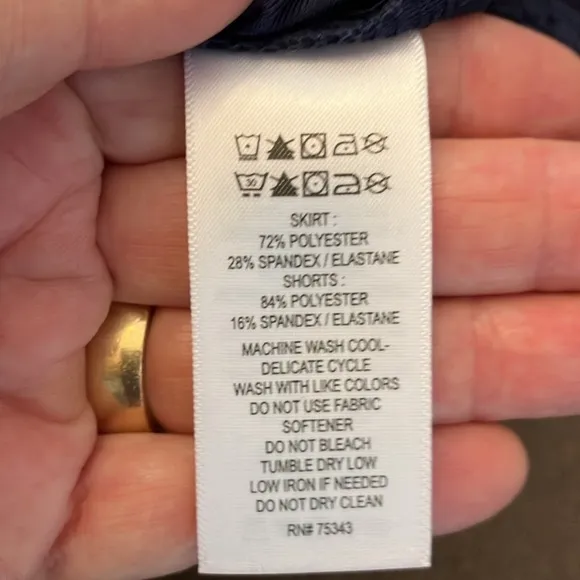 30
SKIRT :
72% POLYESTER
28% SPANDEX / ELASTANE
SHORTS :
84% POLYESTER
16% SPANDEX / ELASTANE
MACHINE WASH COOL-
DELICATE CYCLE
WASH WITH LIKE COLORS
DO NOT USE FABRIC
SOFTENER
DO NOT BLEACH
TUMBLE DRY LOW
LOW IRON IF NEEDED
DO NOT DRY CLEAN
RN# 75343